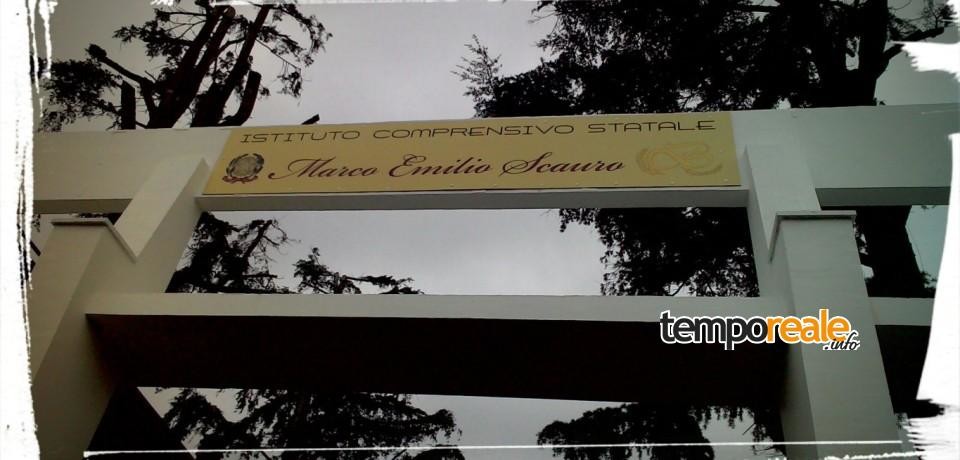 ISTITUTO COMPRENSIVO STATALE
Marco Emilio Scauro
temporeale
.info